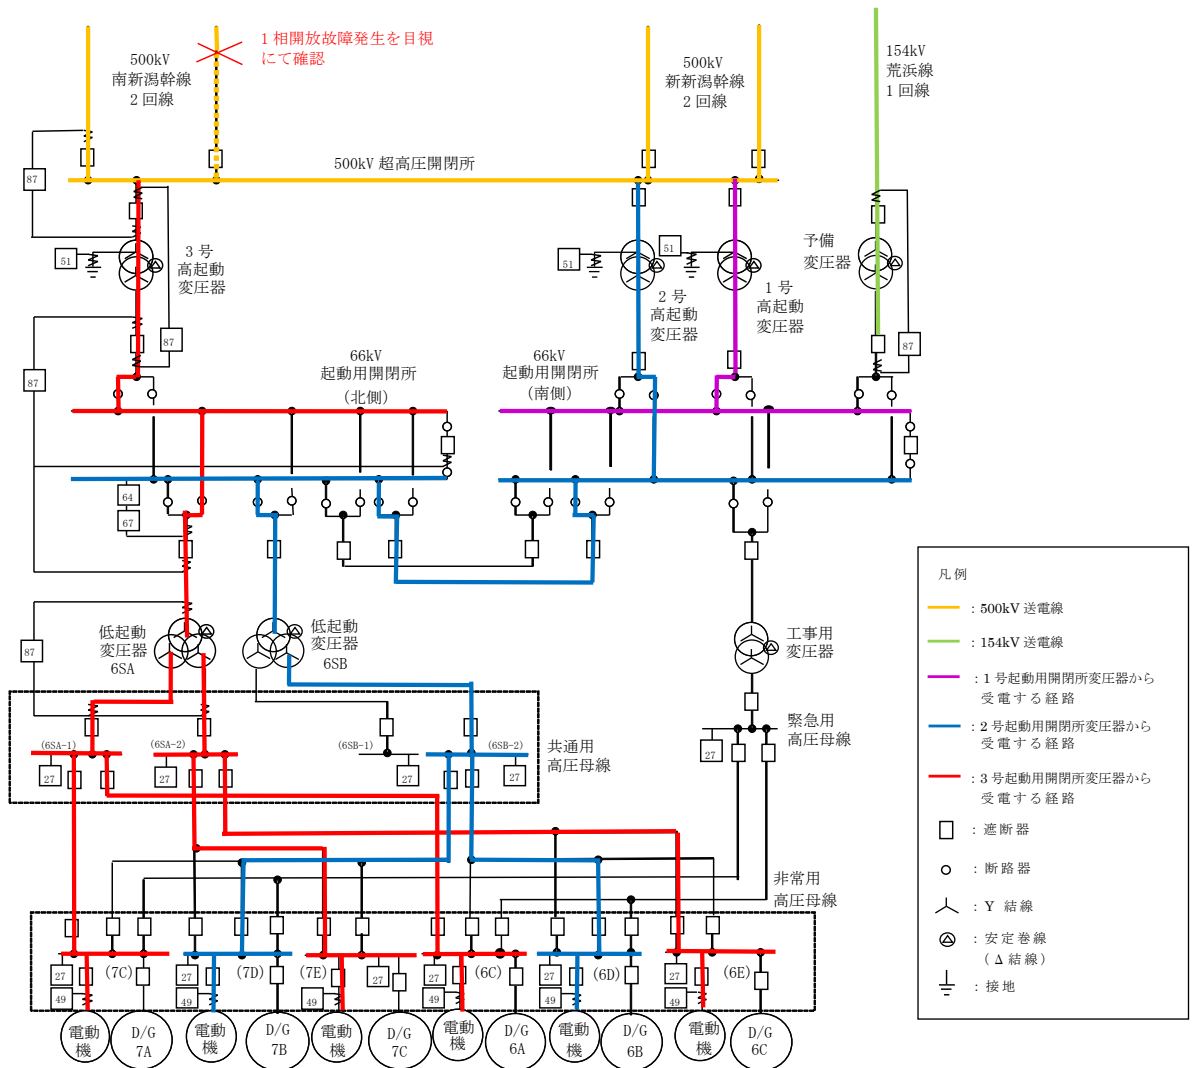 1 相開放故障発生を目視
にて確認
500kV
南新潟幹線
2 回線
500kV
新新潟幹線
2 回線
154kV
荒浜線
1 回線
500kV 超高圧開閉所
87
51
3 号
高起動
変圧器
87
51
2 号
高起動
変圧器
51
1 号
高起動
変圧器
予備
変圧器
87
87
66kV
起動用開閉所
（北側）
66kV
起動用開閉所
（南側）
64
67
低起動
変圧器
6SA
低起動
変圧器
6SB
工事用
変圧器
87
(6SA-1)
(6SA-2)
(6SB-1)
(6SB-2)
27
27
27
27
共通用
高圧母線
緊急用
高圧母線
27
非常用
高圧母線
(7C)
(7D)
(7E)
(6C)
(6D)
(6E)
27
27
27
27
27
27
49
49
49
49
49
49
電動
機
D/G
7A
電動
機
D/G
7B
電動
機
D/G
7C
電動
機
D/G
6A
電動
機
D/G
6B
電動
機
D/G
6C
凡例
：500kV 送電線
：154kV 送電線
：1 号起動用開閉所変圧器から
受電する経路
：2 号起動用開閉所変圧器から
受電する経路
：3 号起動用開閉所変圧器から
受電する経路
：遮断器
：断路器
：Y 結線
：安定巻線
（Δ結線）
：接地